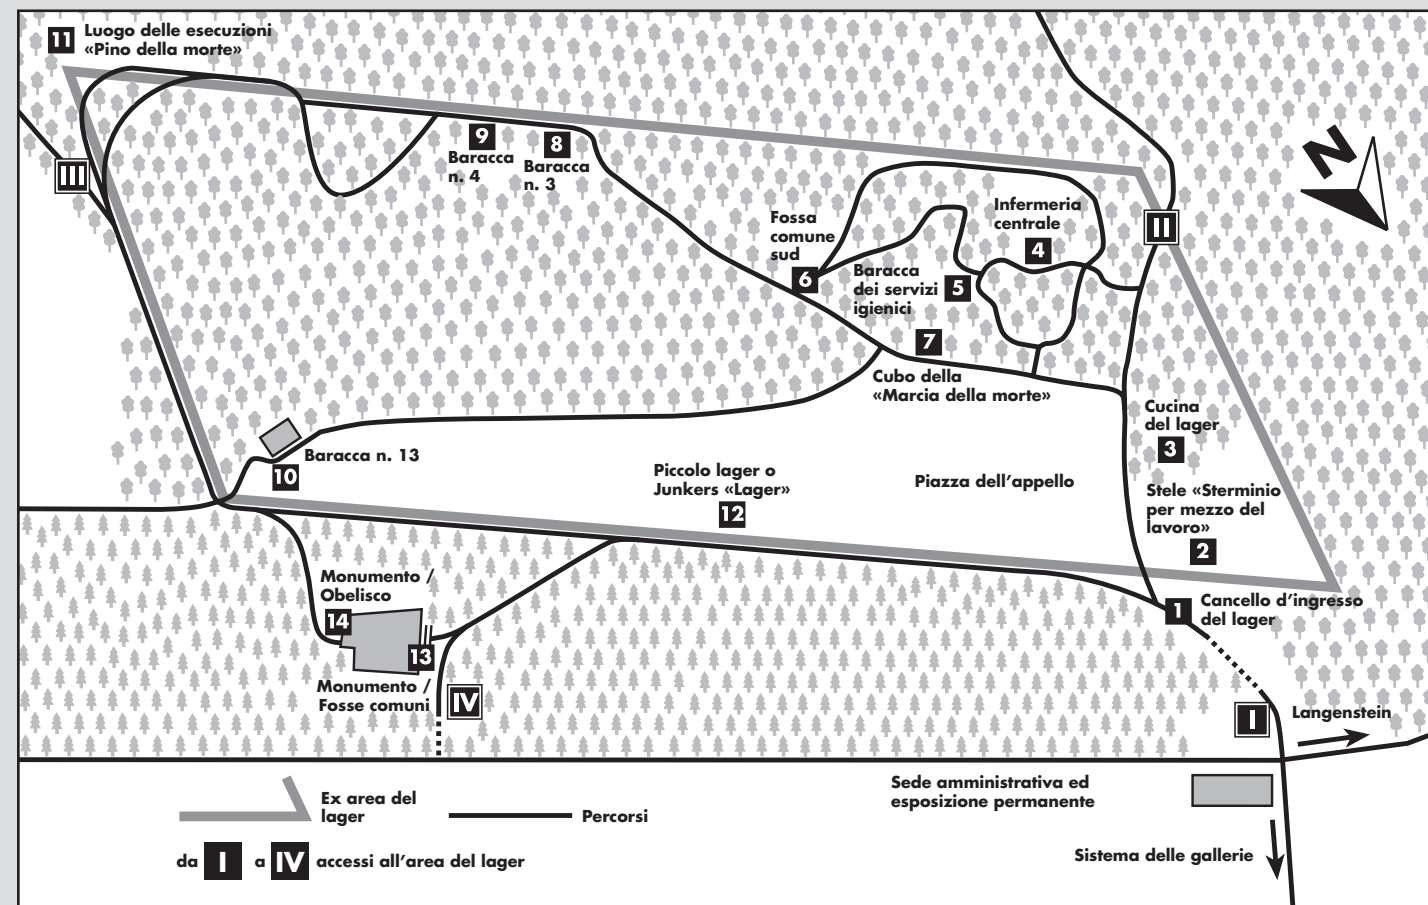 11 Luogo delle esecuzioni
«Pino della morte»
N
III
9
Baracca
n. 4
8
Baracca
n. 3
Fossa
comune
sud
6
Infermeria
centrale
4
II
Baracca
dei servizi
igienici
5
7
Cubo della
«Marcia della morte»
Cucina
del lager
3
Baracca n. 13
10
Piccolo lager o
Junkers «Lager»
12
Piazza dell’appello
Stele «Sterminio
per mezzo del
lavoro»
2
1 Cancello d’ingresso
del lager
Monumento /
Obelisco
14
13
Monumento /
Fosse comuni
IV
I
Langenstein
Ex area del
lager
Percorsi
da I a IV accessi all’area del lager
Sede amministrativa ed
esposizione permanente
Sistema delle gallerie